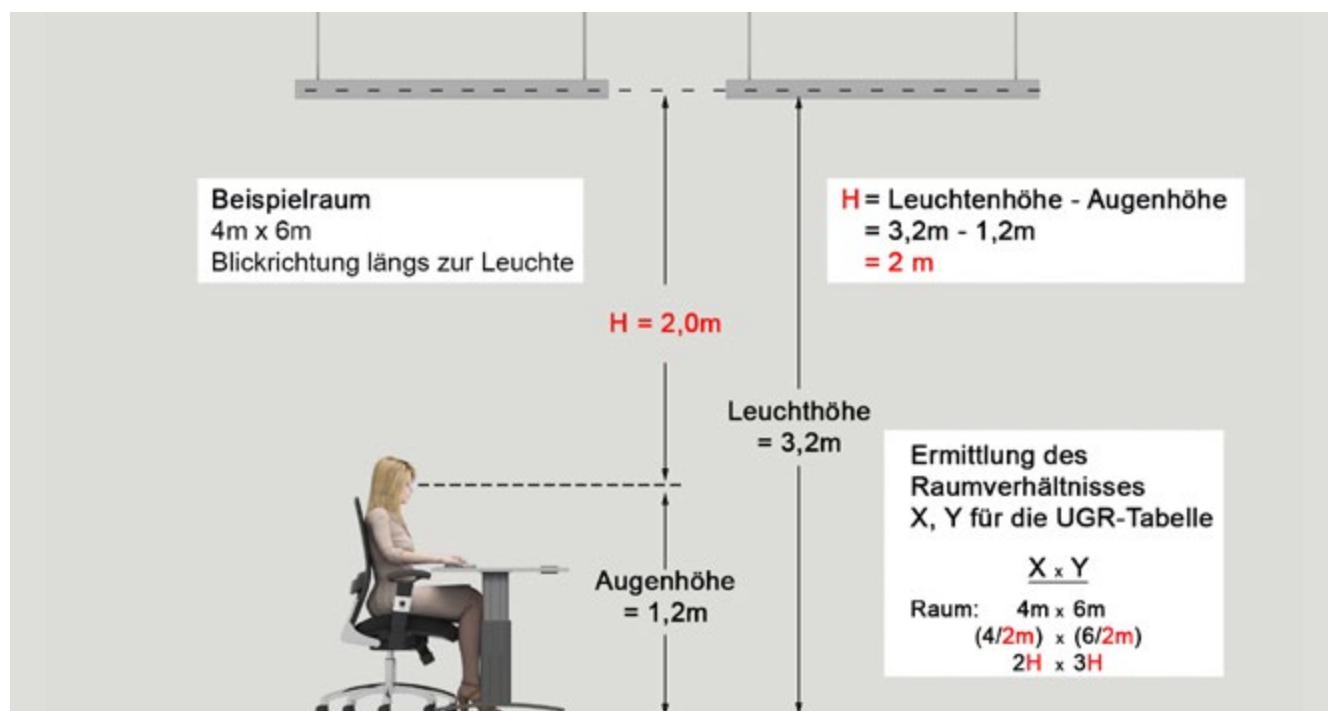 Beispielraum
4m x 6m
Blickrichtung längs zur Leuchte
H = Leuchtenhöhe - Augenhöhe
= 3,2m - 1,2m
= 2 m
H = 2,0m
Leuchthöhe
= 3,2m
Augenhöhe
= 1,2m
Ermittlung des
Raumverhältnisses
X, Y für die UGR-Tabelle
X x Y
Raum: 4m x 6m
(4/2m) x (6/2m)
2H x 3H